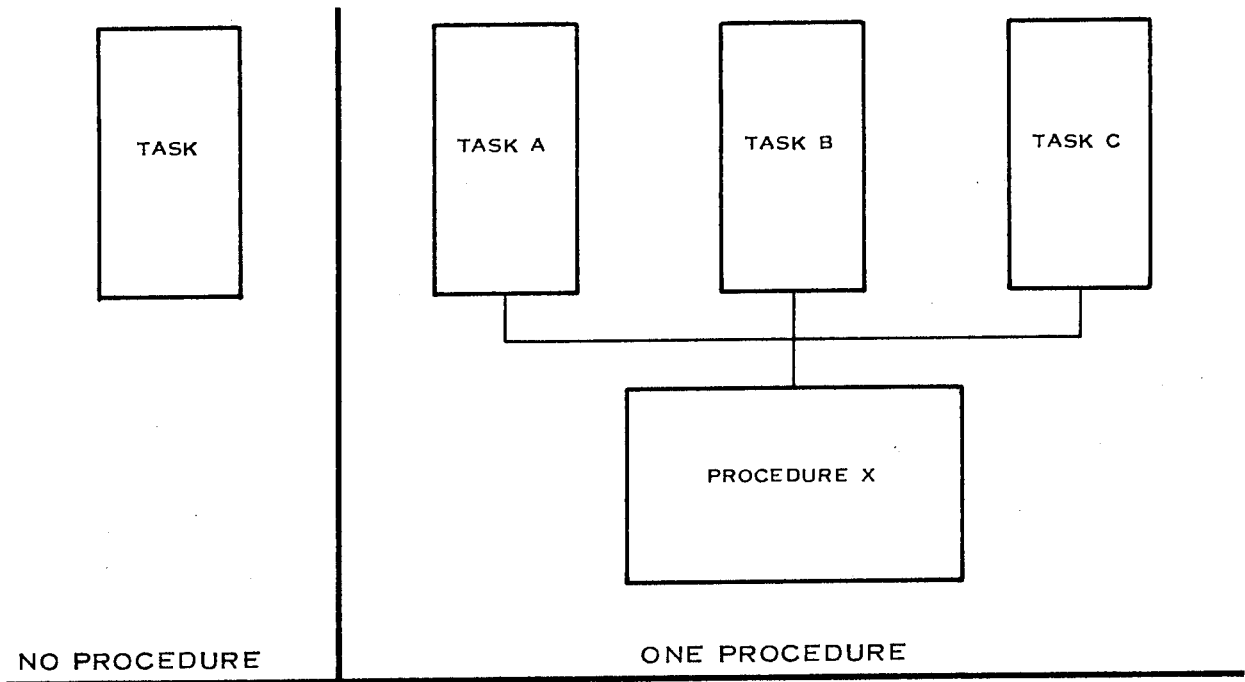 TASK
TASK A
TASK B
TASK C
PROCEDURE X
NO PROCEDURE
ONE PROCEDURE